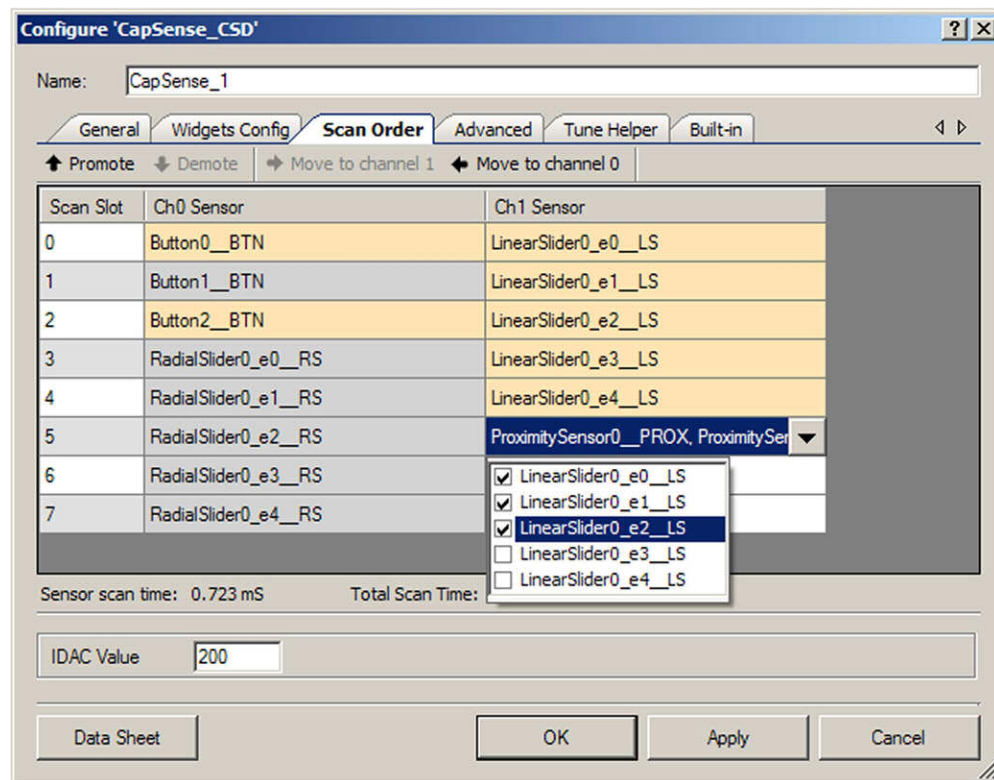 Configure 'CapSense_CSD'
Name: CapSense_1
General Widgets Config Scan Order Advanced Tune Helper Built-in
Promote Demote Move to channel 1 Move to channel 0
Scan Slot Ch0 Sensor Ch1 Sensor
0 Button0__BTN LinearSlider0_e0__LS
1 Button1__BTN LinearSlider0_e1__LS
2 Button2__BTN LinearSlider0_e2__LS
3 RadialSlider0_e0__RS LinearSlider0_e3__LS
4 RadialSlider0_e1__RS LinearSlider0_e4__LS
5 RadialSlider0_e2__RS ProximitySensor0__PROX, ProximitySer
6 RadialSlider0_e3__RS
7 RadialSlider0_e4__RS
LinearSlider0_e0__LS
LinearSlider0_e1__LS
LinearSlider0_e2__LS
LinearSlider0_e3__LS
LinearSlider0_e4__LS
Sensor scan time: 0.723 mS Total Scan Time:
IDAC Value 200
Data Sheet OK Apply Cancel